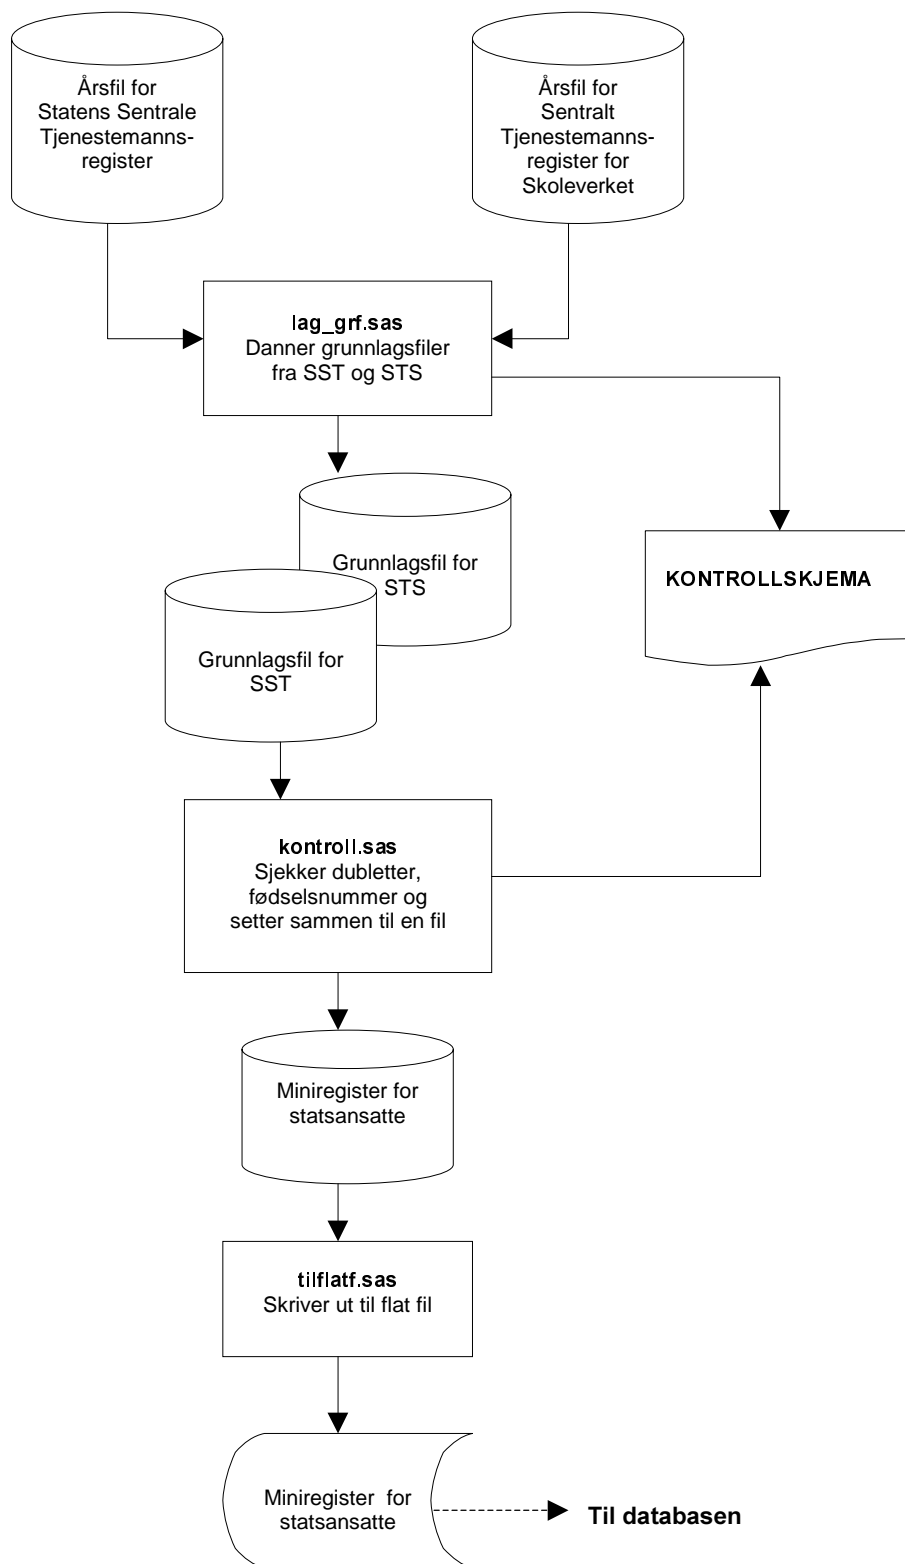 Årsfil for
Statens Sentrale
Tjenestemanns-
register
Årsfil for
Sentralt
Tjenestemanns-
register for
Skoleverket
lag_grf.sas
Danner grunnlagsfiler
fra SST og STS
Grunnlagsfil for
STS
KONTROLLSKJEMA
Grunnlagsfil for
SST
kontroll.sas
Sjekker dubletter,
fødselsnummer og
setter sammen til en fil
Miniregister for
statsansatte
tilflatf.sas
Skriver ut til flat fil
Miniregister for
statsansatte
Til databasen